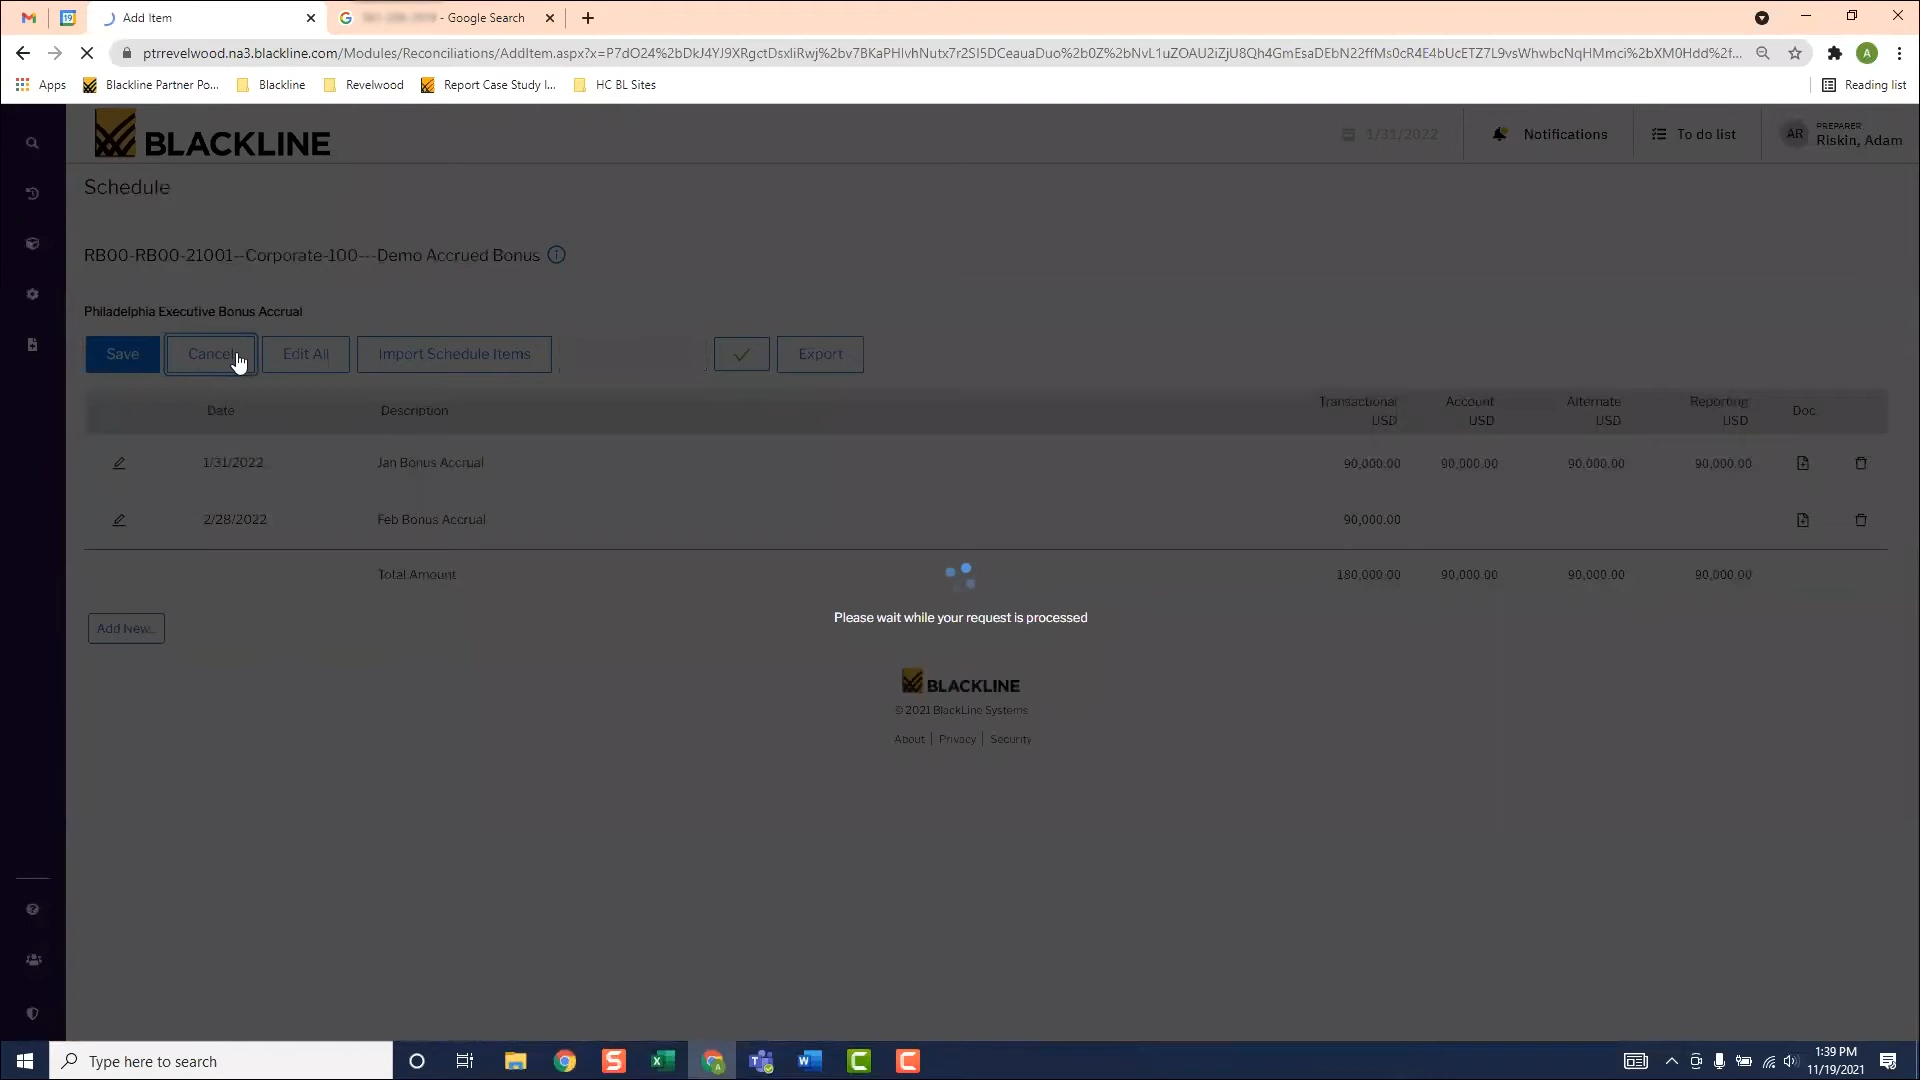 Add Item
- Google Search
ptrrevelwood.na3.blackline.com/Modules/Reconciliations/AddItem.aspx?x=P7dO24%2bDkJ4YJ9XRgctDsxliRwj%2bv7BKaPHlvhNutx7r2SI5DCeauaDuo%2b0Z%2bNvL1uZOAU2iZjU8Qh4GmEsaDEbN22ffMs0cR4E4bUcETZ7L9vsWhwbcNqHMmci%2bXM0Hdd%2f...
A
Apps
Blackline Partner Po...
Blackline
Revelwood
Report Case Study I...
HC BL Sites
Reading list
BLACKLINE
1/31/2022
Notifications
To do list
AR
PREPARER
Riskin, Adam
Schedule
RB00-RB00-21001--Corporate-100---Demo Accrued Bonus
Philadelphia Executive Bonus Accrual
Save
Cancel
Edit All
Import Schedule Items
Export
Date Description Transactional USD Account USD Alternate USD Reporting USD Doc
1/31/2022 Jan Bonus Accrual 90,000.00 90,000.00 90,000.00 90,000.00
2/28/2022 Feb Bonus Accrual 90,000.00
Total Amount 180,000.00 90,000.00 90,000.00 90,000.00
Add New...
Please wait while your request is processed
BLACKLINE
© 2021 BlackLine Systems
About | Privacy | Security
Type here to search
1:39 PM
11/19/2021